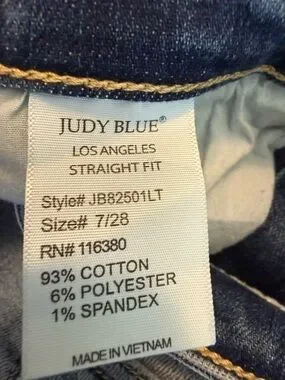 JUDY BLUE®
LOS ANGELES
STRAIGHT FIT
Style# JB82501LT
Size# 7/28
RN# 116380
93% COTTON
6% POLYESTER
1% SPANDEX
MADE IN VIETNAM